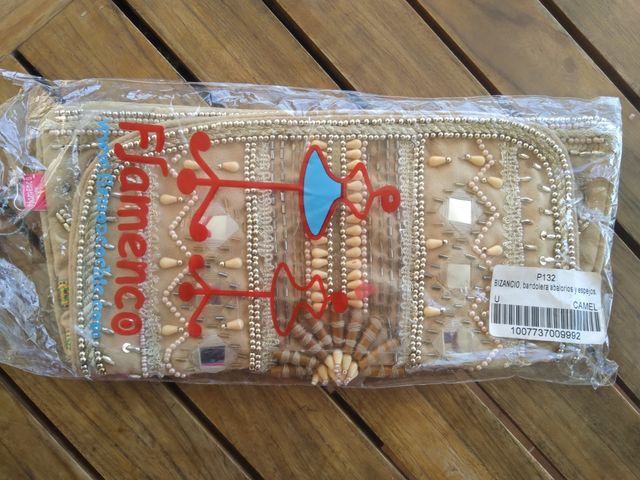 Flamenco
P132
BIZANCIO, bandolera abalorios y espejos,
U CAMEL
1007737009992